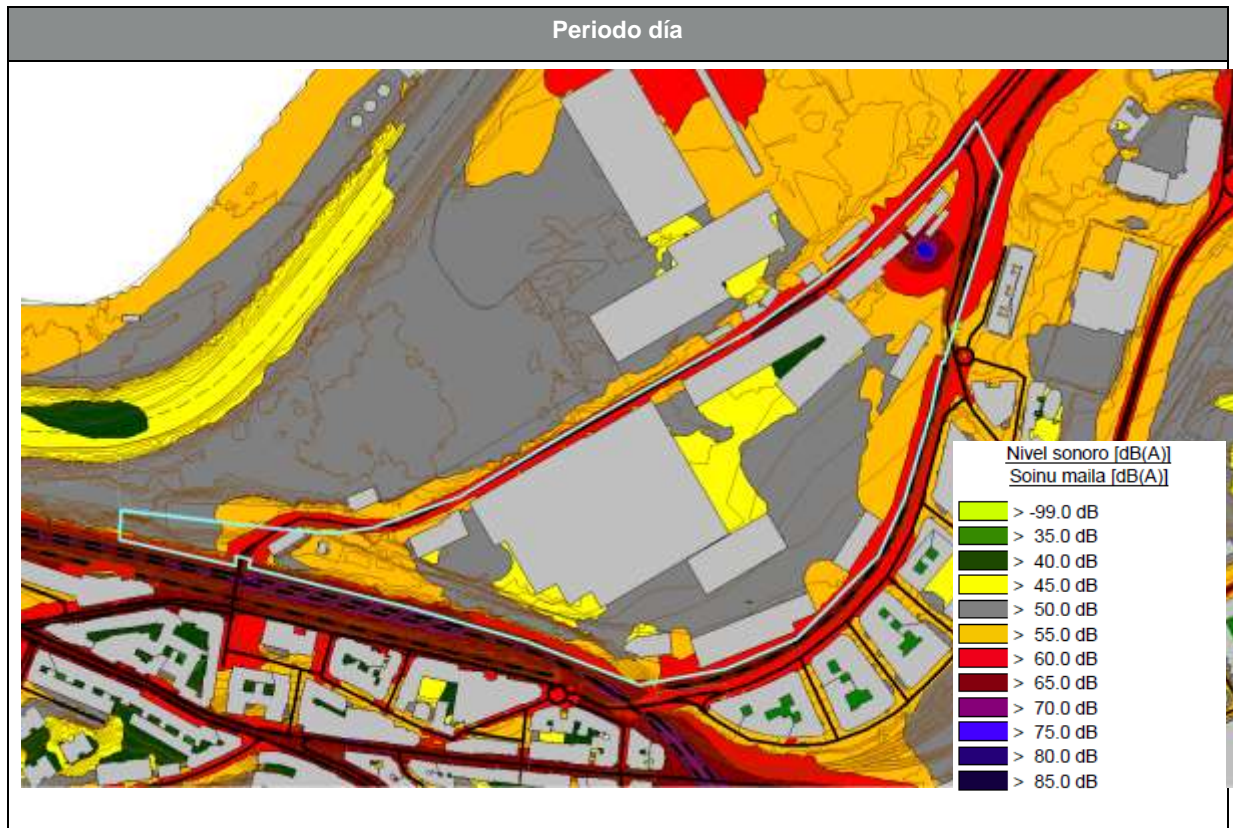 Periodo día
Nivel sonoro [dB(A)]
Soinu maila [dB(A)]
> -99.0 dB
> 35.0 dB
> 40.0 dB
> 45.0 dB
> 50.0 dB
> 55.0 dB
> 60.0 dB
> 65.0 dB
> 70.0 dB
> 75.0 dB
> 80.0 dB
> 85.0 dB